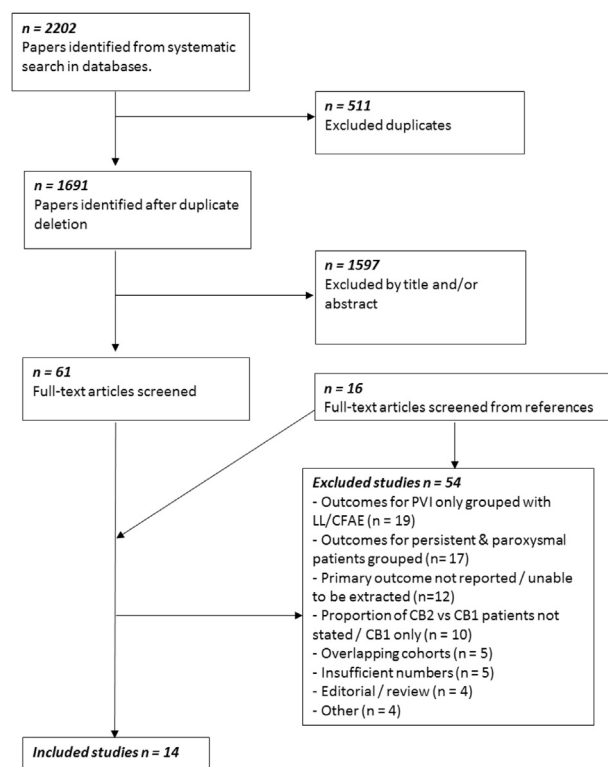 n = 2202
Papers identified from systematic
search in databases.
n = 511
Excluded duplicates
n = 1691
Papers identified after duplicate
deletion
n = 1597
Excluded by title and/or
abstract
n = 61
Full-text articles screened
n = 16
Full-text articles screened from references
Excluded studies n = 54
- Outcomes for PVI only grouped with
LL/CFAE (n = 19)
- Outcomes for persistent & paroxysmal
patients grouped (n= 17)
- Primary outcome not reported / unable
to be extracted (n=12)
- Proportion of CB2 vs CB1 patients not
stated / CB1 only (n = 10)
- Overlapping cohorts (n = 5)
- Insufficient numbers (n = 5)
- Editorial / review (n = 4)
- Other (n = 4)
Included studies n = 14